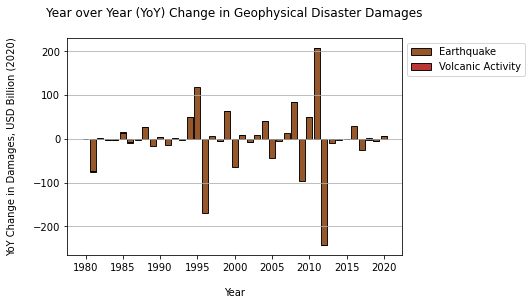 Year over Year (YoY) Change in Geophysical Disaster Damages
Earthquake
Volcanic Activity
YoY Change in Damages, USD Billion (2020)
200
100
0
−100
−200
1980 1985 1990 1995 2000 2005 2010 2015 2020
Year